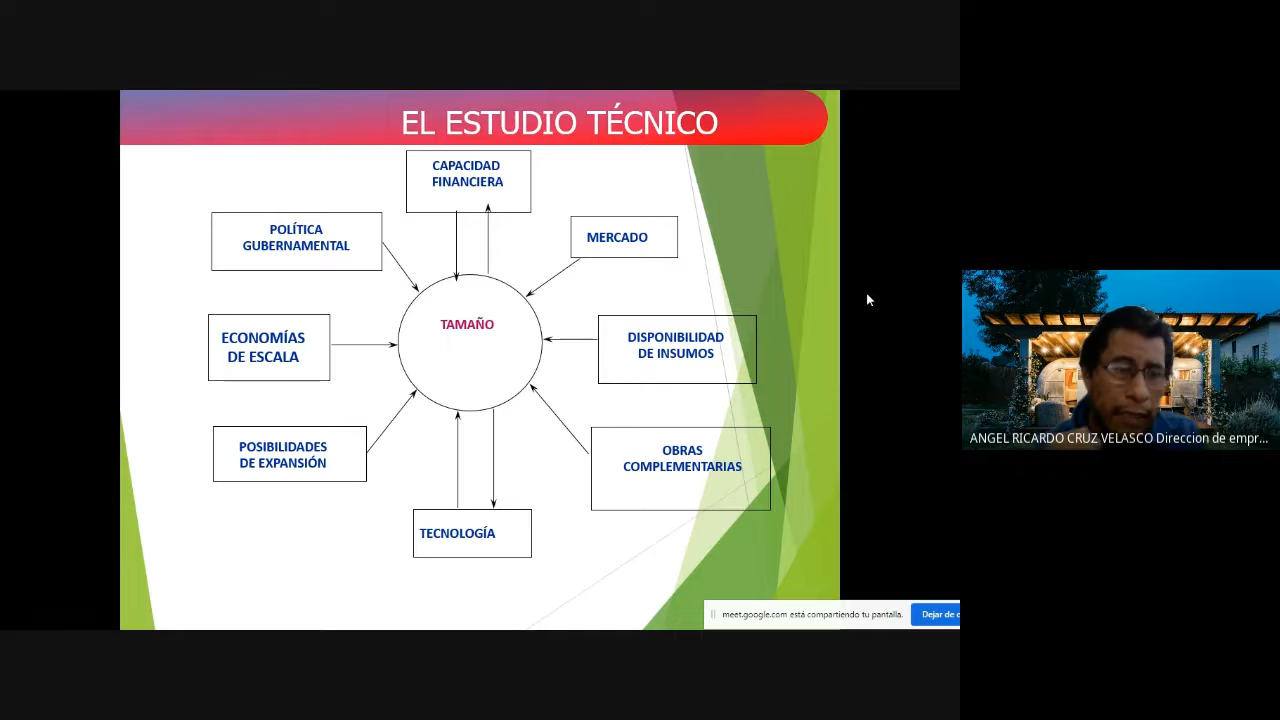 EL ESTUDIO TÉCNICO
CAPACIDAD
FINANCIERA
POLÍTICA
GUBERNAMENTAL
MERCADO
TAMAÑO
ECONOMÍAS
DE ESCALA
DISPONIBILIDAD
DE INSUMOS
POSIBILIDADES
DE EXPANSIÓN
OBRAS
COMPLEMENTARIAS
TECNOLOGÍA
ANGEL RICARDO CRUZ VELASCO Direccion de empr...
meet.google.com está compartiendo tu pantalla.
Dejar de